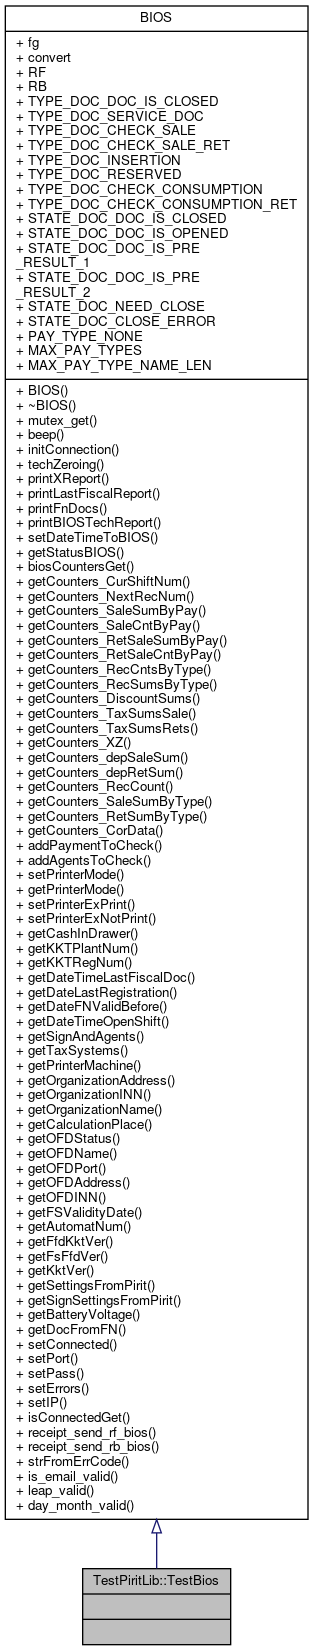 BIOS
+ fg
+ convert
+ RF
+ RB
+ TYPE_DOC_DOC_IS_CLOSED
+ TYPE_DOC_SERVICE_DOC
+ TYPE_DOC_CHECK_SALE
+ TYPE_DOC_CHECK_SALE_RET
+ TYPE_DOC_INSERTION
+ TYPE_DOC_RESERVED
+ TYPE_DOC_CHECK_CONSUMPTION
+ TYPE_DOC_CHECK_CONSUMPTION_RET
+ STATE_DOC_DOC_IS_CLOSED
+ STATE_DOC_DOC_IS_OPENED
+ STATE_DOC_DOC_IS_PRE
_RESULT_1
+ STATE_DOC_DOC_IS_PRE
_RESULT_2
+ STATE_DOC_NEED_CLOSE
+ STATE_DOC_CLOSE_ERROR
+ PAY_TYPE_NONE
+ MAX_PAY_TYPES
+ MAX_PAY_TYPE_NAME_LEN
+ BIOS()
+ ~BIOS()
+ mutex_get()
+ beep()
+ initConnection()
+ techZeroing()
+ printXReport()
+ printLastFiscalReport()
+ printFnDocs()
+ printBIOSTechReport()
+ setDateTimeToBIOS()
+ getStatusBIOS()
+ biosCountersGet()
+ getCounters_CurShiftNum()
+ getCounters_NextRecNum()
+ getCounters_SaleSumByPay()
+ getCounters_SaleCntByPay()
+ getCounters_RetSaleSumByPay()
+ getCounters_RetSaleCntByPay()
+ getCounters_RecCntsByType()
+ getCounters_RecSumsByType()
+ getCounters_DiscountSums()
+ getCounters_TaxSumsSale()
+ getCounters_TaxSumsRets()
+ getCounters_XZ()
+ getCounters_depSaleSum()
+ getCounters_depRetSum()
+ getCounters_RecCount()
+ getCounters_SaleSumByType()
+ getCounters_RetSumByType()
+ getCounters_CorData()
+ addPaymentToCheck()
+ addAgentsToCheck()
+ setPrinterMode()
+ getPrinterMode()
+ setPrinterExPrint()
+ setPrinterExNotPrint()
+ getCashInDrawer()
+ getKKTPlantNum()
+ getKKTRegNum()
+ getDateTimeLastFiscalDoc()
+ getDateLastRegistration()
+ getDateFNValidBefore()
+ getDateTimeOpenShift()
+ getSignAndAgents()
+ getTaxSystems()
+ getPrinterMachine()
+ getOrganizationAddress()
+ getOrganizationINN()
+ getOrganizationName()
+ getCalculationPlace()
+ getOFDStatus()
+ getOFDName()
+ getOFDPort()
+ getOFDAddress()
+ getOFDINN()
+ getFSValidityDate()
+ getAutomatNum()
+ getFfdKktVer()
+ getFsFfdVer()
+ getKktVer()
+ getSettingsFromPirit()
+ getSignSettingsFromPirit()
+ getBatteryVoltage()
+ getDocFromFN()
+ setConnected()
+ setPort()
+ setPass()
+ setErrors()
+ setIP()
+ isConnectedGet()
+ receipt_send_rf_bios()
+ receipt_send_rb_bios()
+ strFromErrCode()
+ is_email_valid()
+ leap_valid()
+ day_month_valid()
TestPiritLib::TestBios